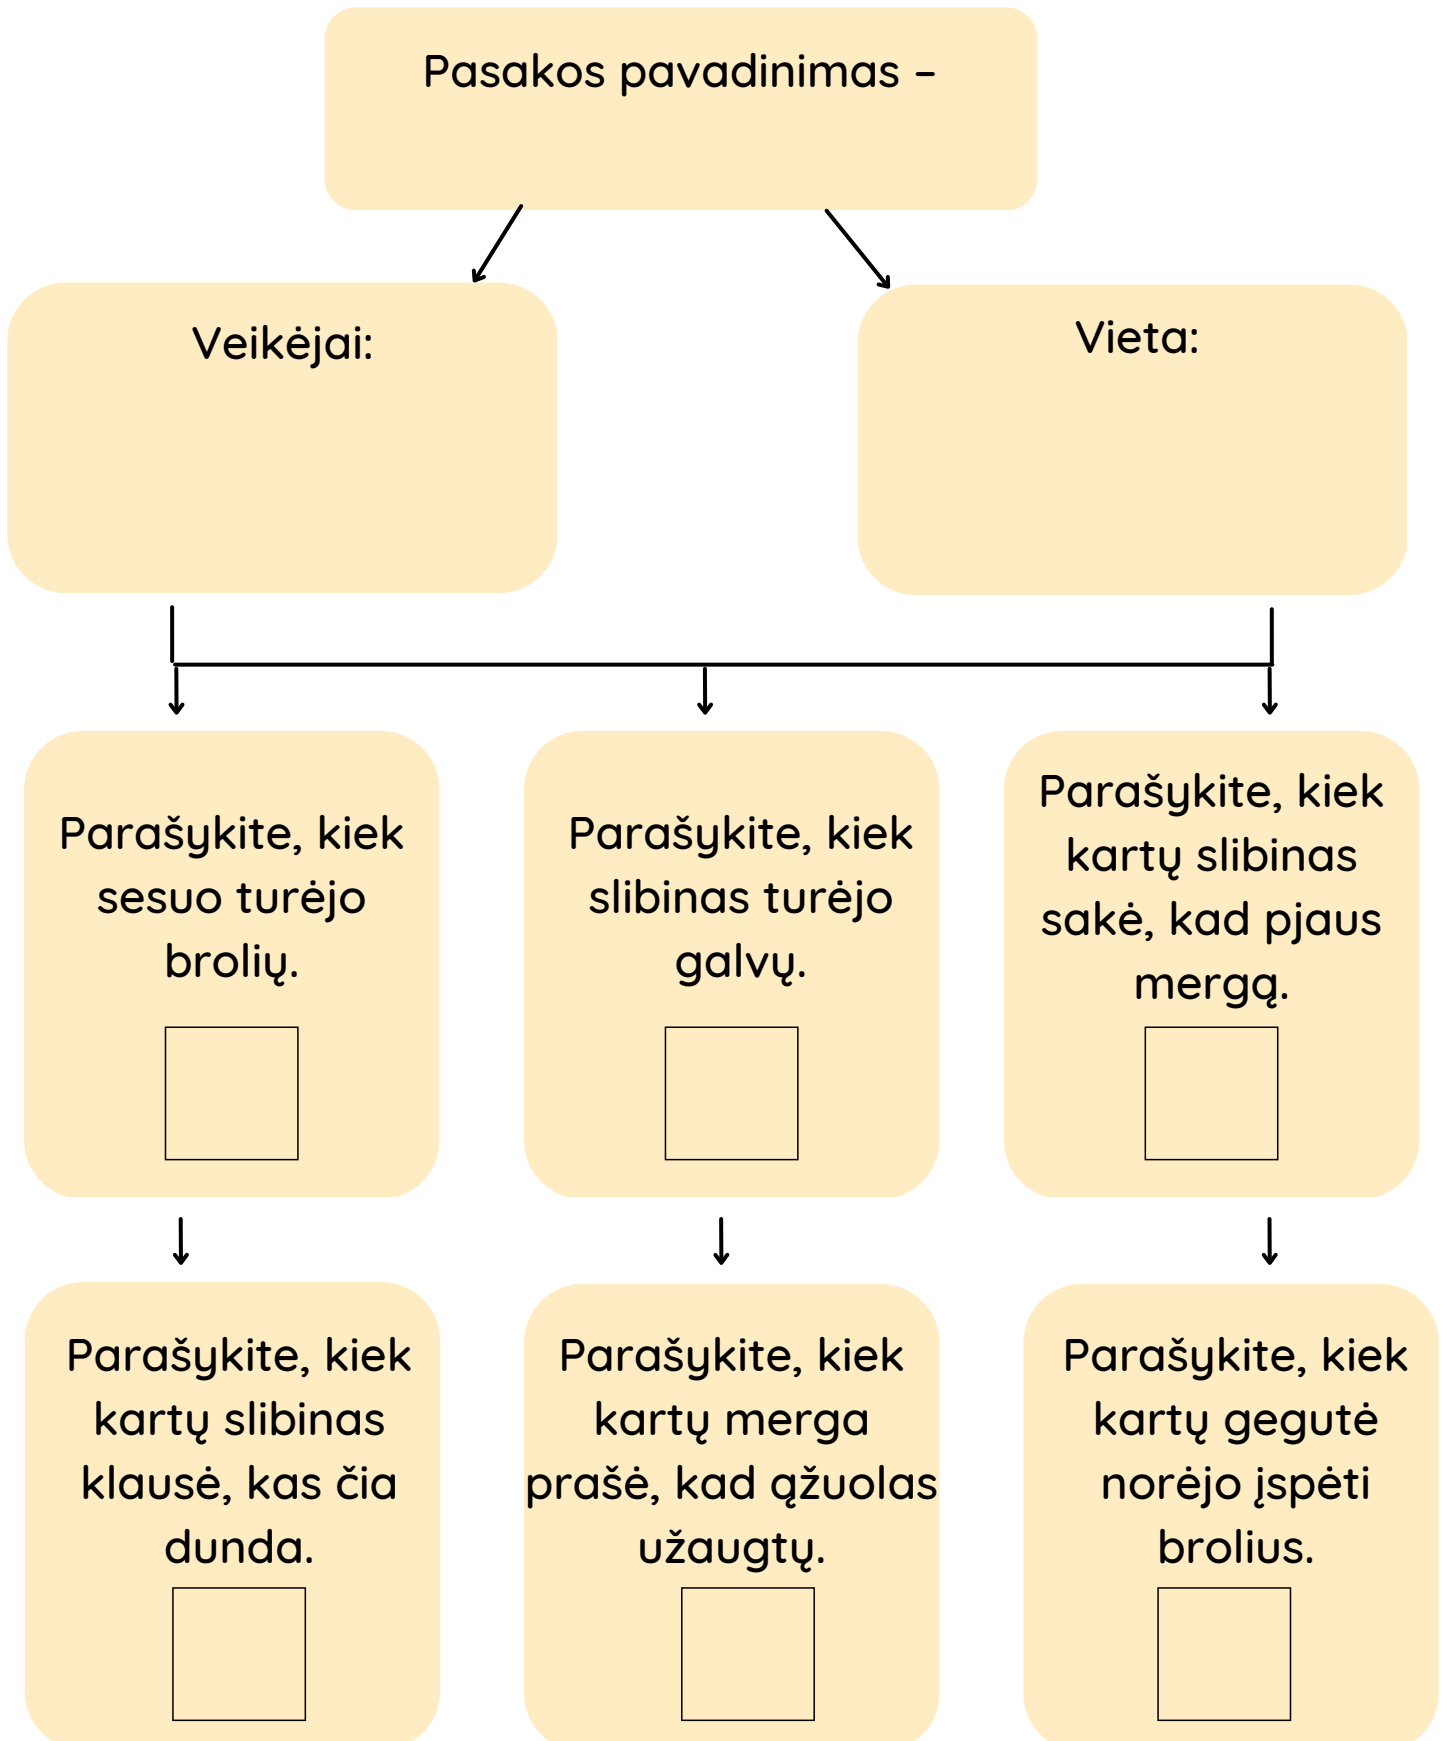 Pasakos pavadinimas –
Veikėjai:
Vieta:
Parašykite, kiek
sesuo turėjo
brolių.
Parašykite, kiek
slibinas turėjo
galvų.
Parašykite, kiek
kartų slibinas
sakė, kad pjaus
mergą.
Parašykite, kiek
kartų slibinas
klausė, kas čia
dunda.
Parašykite, kiek
kartų merga
prašė, kad ąžuolas
užaugtų.
Parašykite, kiek
kartų gegutė
norėjo įspėti
brolius.